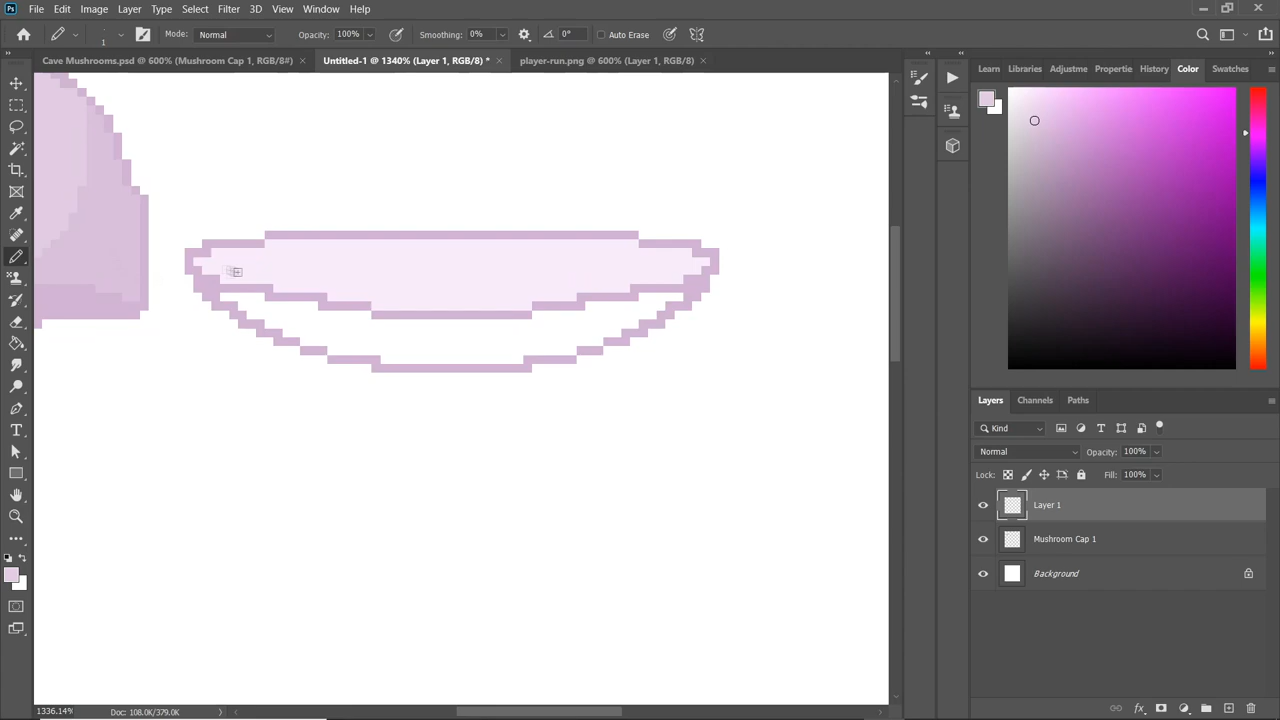 File Edit Image Layer Type Select Filter 3D View Window Help
1 Mode: Normal Opacity: 100% Smoothing: 0% 0° Auto Erase
Cave Mushrooms.psd @ 600% (Mushroom Cap 1, RGB/8#) Untitled-1 @ 1340% (Layer 1, RGB/8) * player-run.png @ 600% (Layer 1, RGB/8)
Learn Libraries Adjustme Propertie History Color Swatches
Layers Channels Paths
Kind
Normal Opacity: 100%
Lock: Fill: 100%
Layer 1
Mushroom Cap 1
Background
1336.14% Doc: 108.0K/379.0K